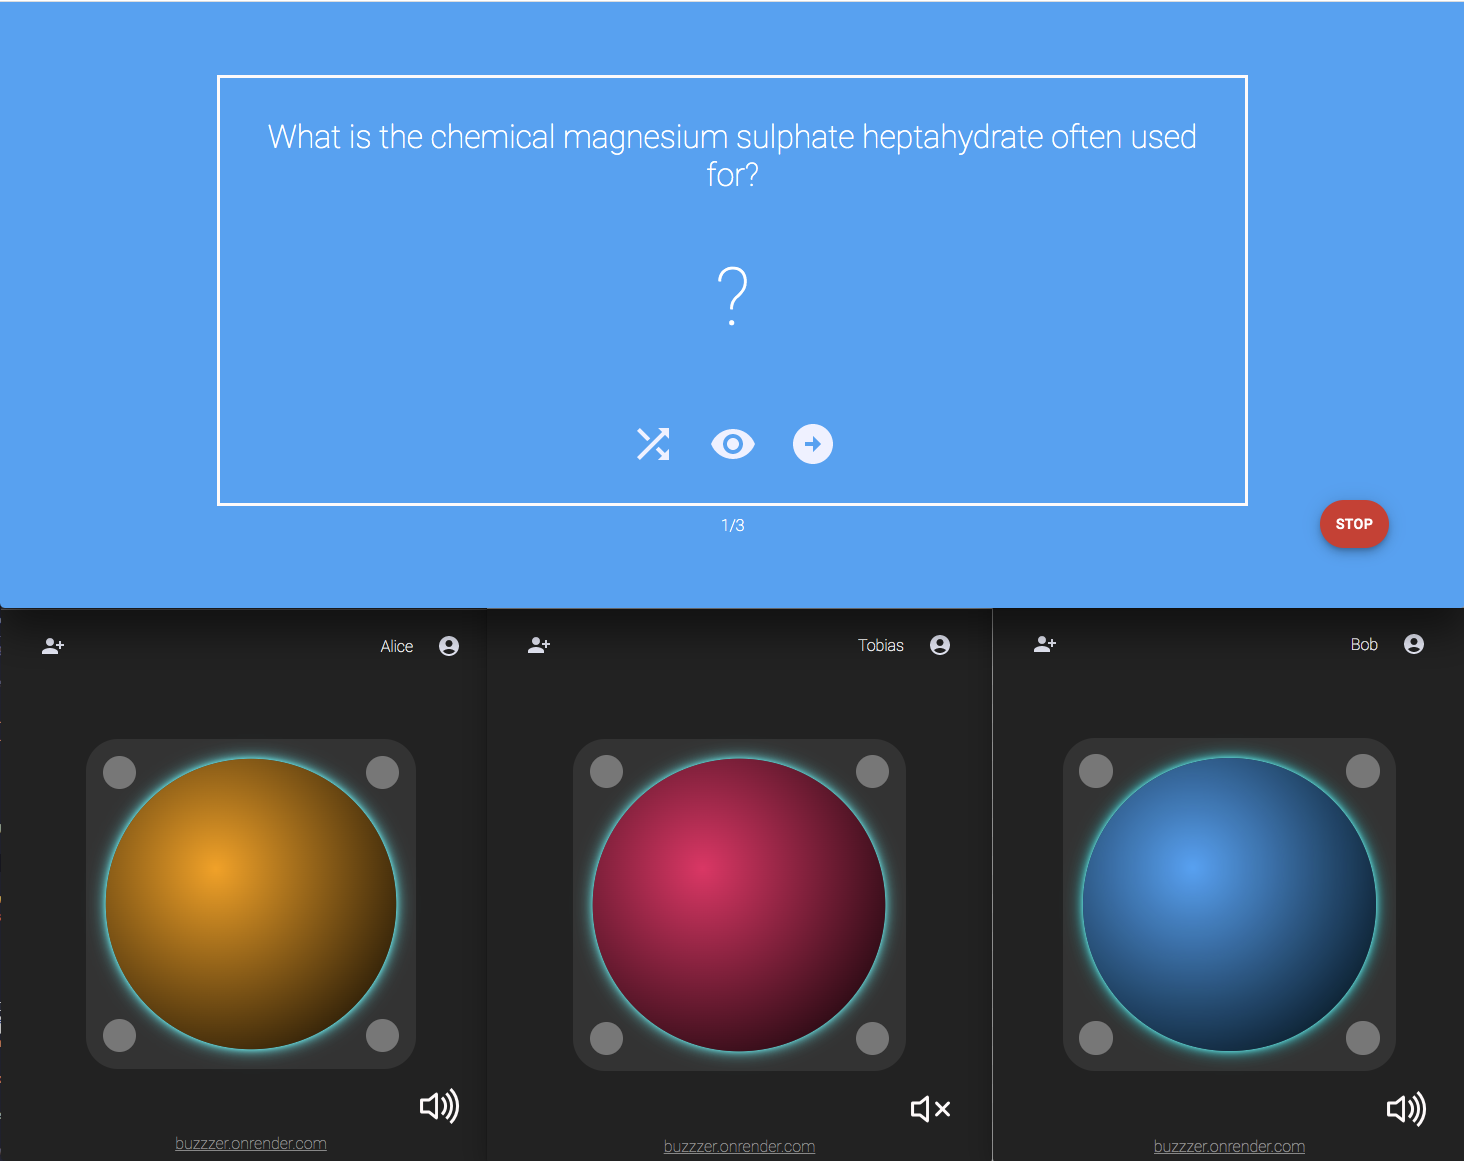 What is the chemical magnesium sulphate heptahydrate often used
for?
?
1/3
STOP
Alice
Tobias
Bob
buzzzer.onrender.com
buzzzer.onrender.com
buzzzer.onrender.com